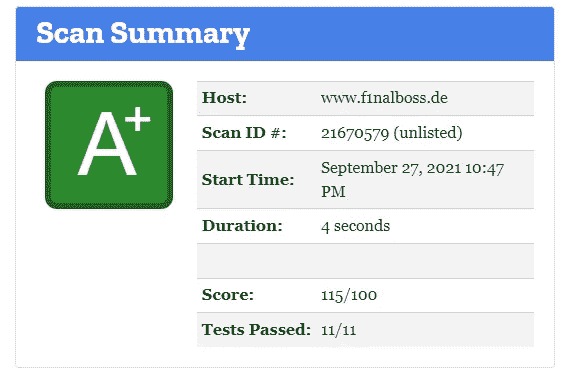 Scan Summary
A+
Host: www.f1nalboss.de
Scan ID #: 21670579 (unlisted)
Start Time: September 27, 2021 10:47
PM
Duration: 4 seconds
Score: 115/100
Tests Passed: 11/11